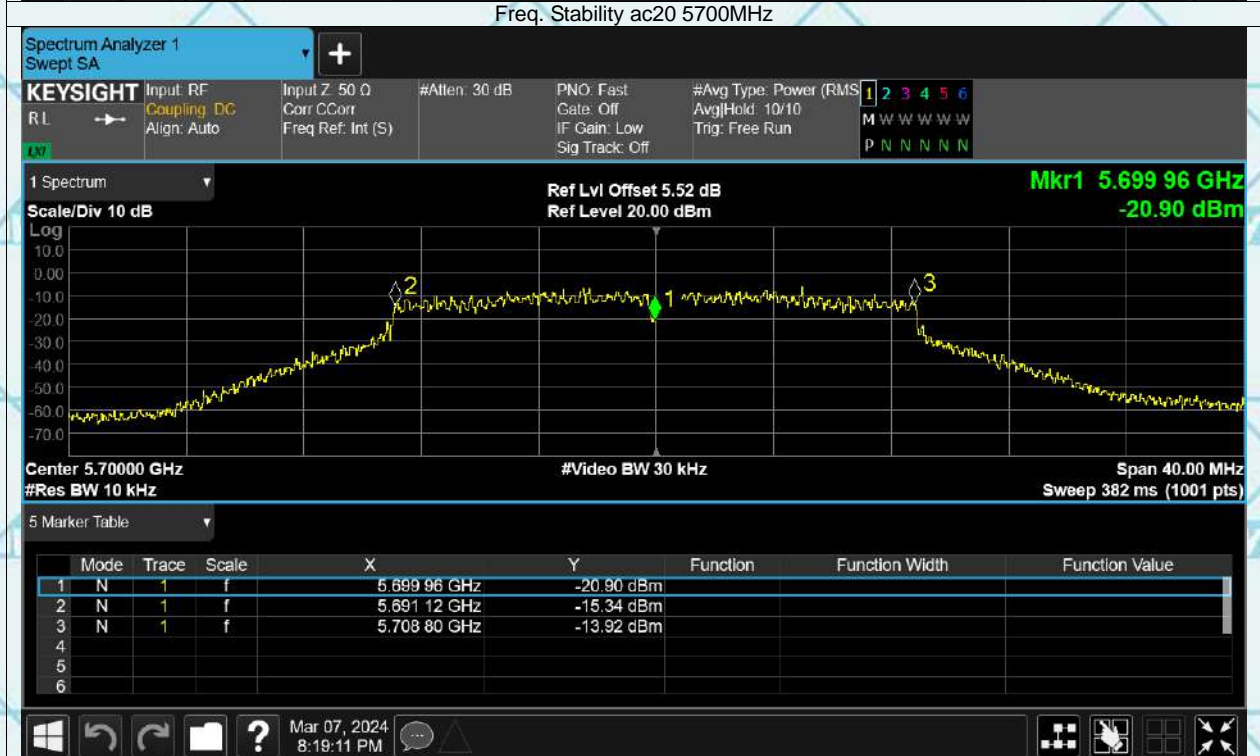 Freq. Stability ac20 5700MHz
Spectrum Analyzer 1
Swept SA
+
KEYSIGHT Input: RF Input Z: 50 Ω #Atten: 30 dB PNO: Fast #Avg Type: Power (RMS 1 2 3 4 5 6
RL Coupling: DC Corr CCorr Gate: Off Avg|Hold: 10/10 M W W W W W
Align: Auto Freq Ref: Int (S) IF Gain: Low Trig: Free Run
LXI Sig Track: Off P N N N N N
1 Spectrum Ref Lvl Offset 5.52 dB Mkr1 5.699 96 GHz
Scale/Div 10 dB Ref Level 20.00 dBm -20.90 dBm
Log
10.0
0.00
-10.0
-20.0
-30.0
-40.0
-50.0
-60.0
-70.0
2 1 3
Center 5.70000 GHz #Video BW 30 kHz Span 40.00 MHz
#Res BW 10 kHz Sweep 382 ms (1001 pts)
5 Marker Table
Mode Trace Scale X Y Function Function Width Function Value
1 N 1 f 5.699 96 GHz -20.90 dBm
2 N 1 f 5.691 12 GHz -15.34 dBm
3 N 1 f 5.708 80 GHz -13.92 dBm
4
5
6
? Mar 07, 2024
8:19:11 PM